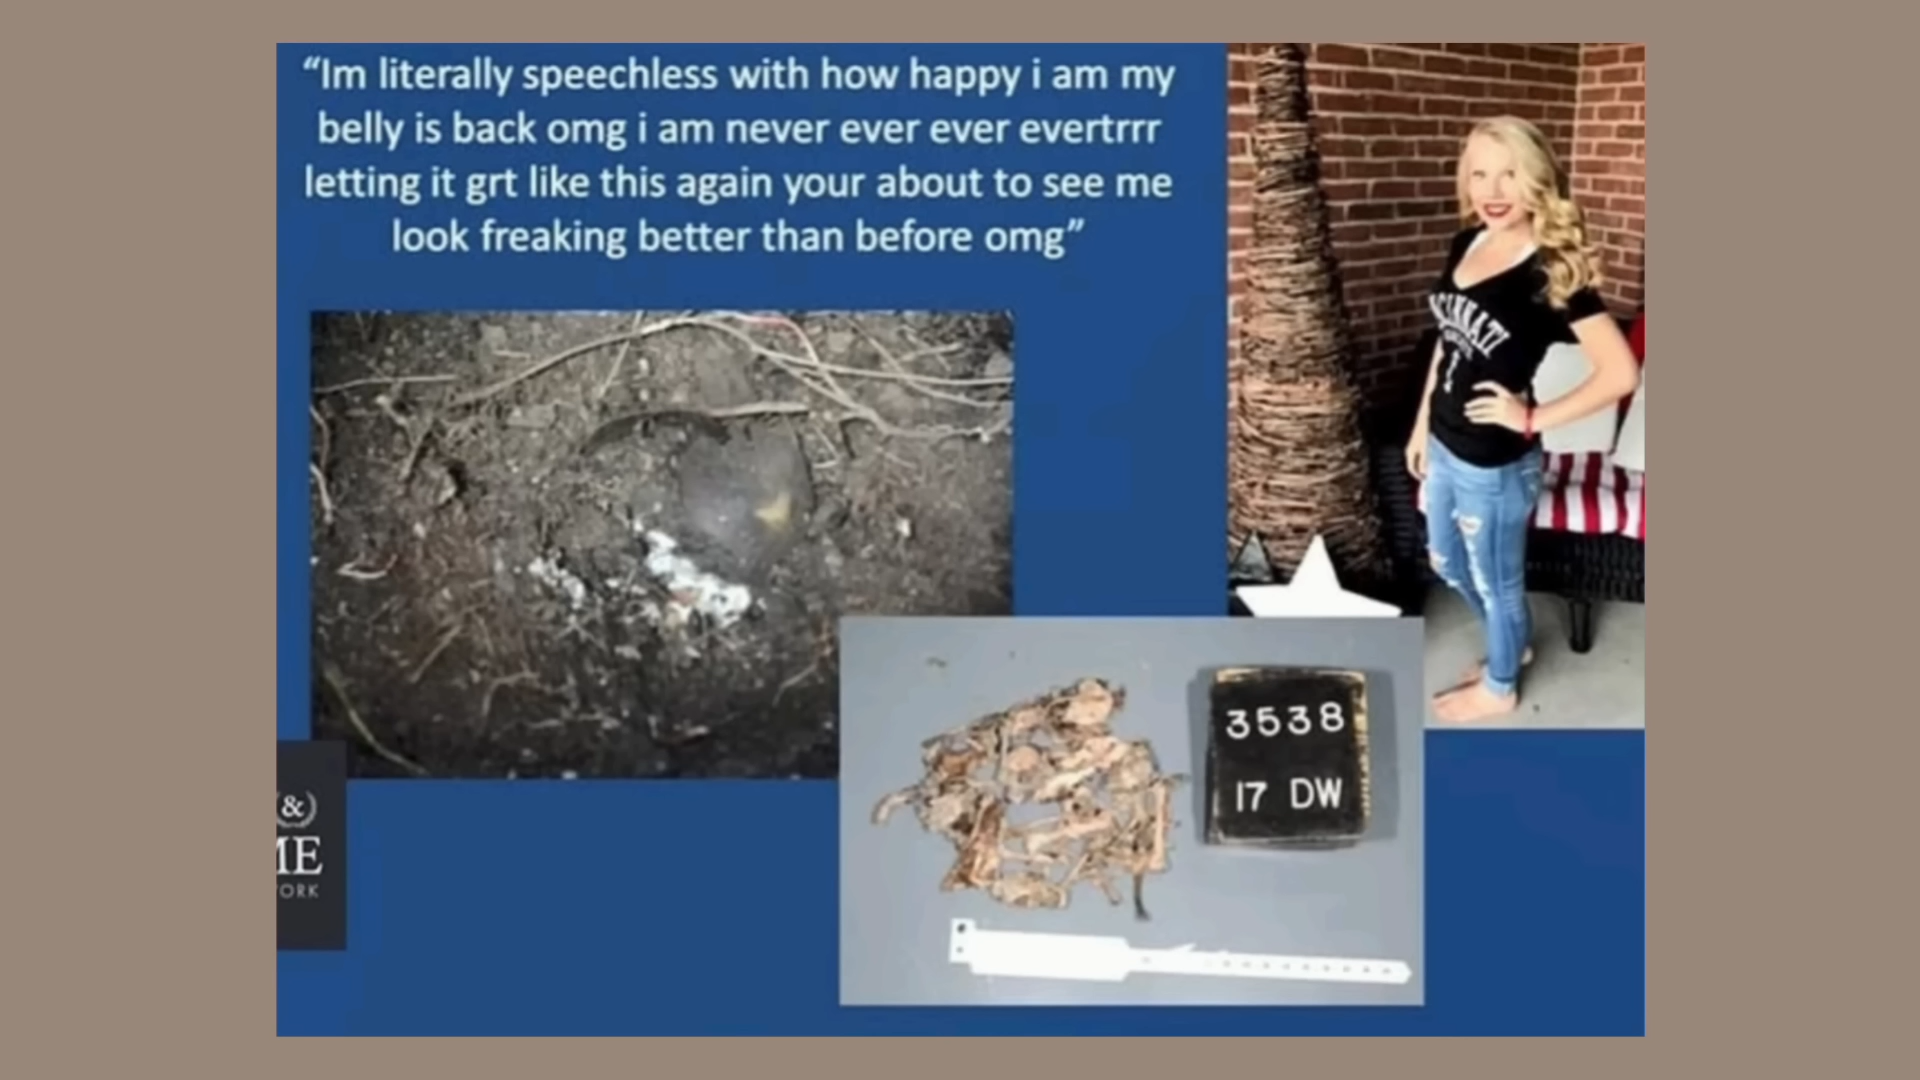 “Im literally speechless with how happy i am my
belly is back omg i am never ever ever evertrrr
letting it grt like this again your about to see me
look freaking better than before omg”
CINNATI
3538
17 DW
&
ME
ORK